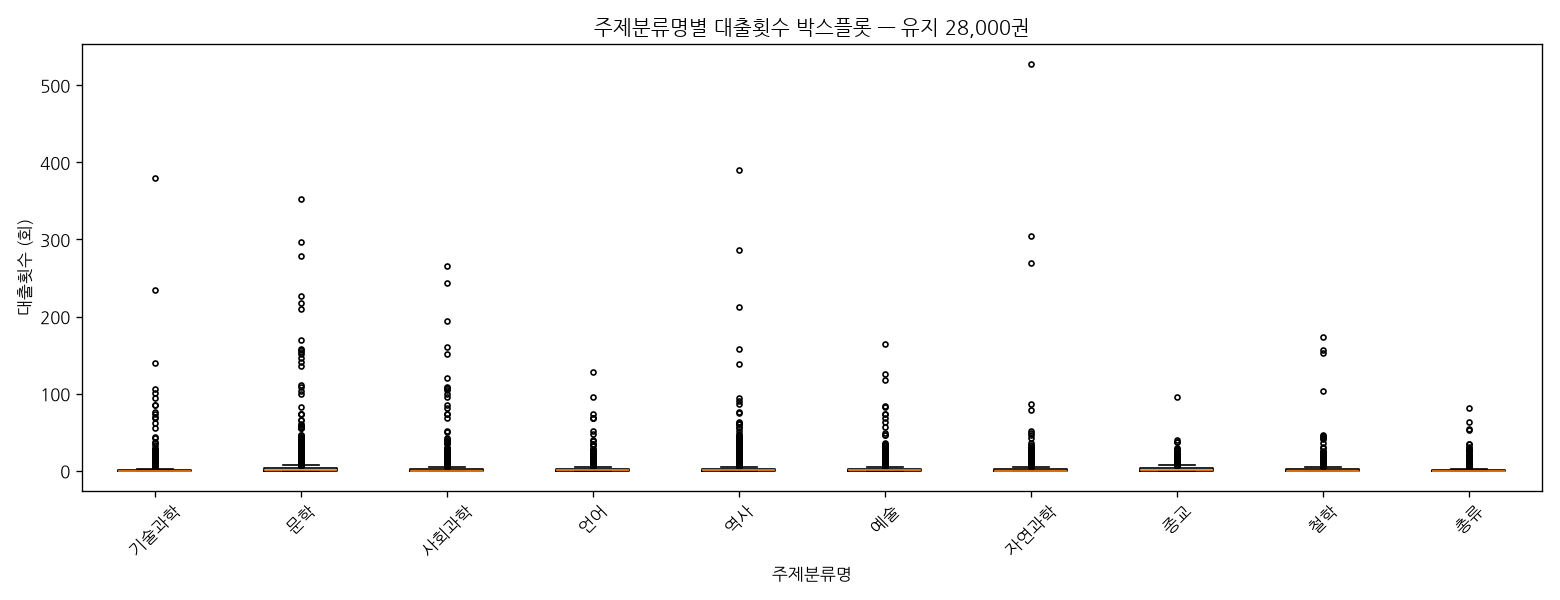 주제분류명별 대출횟수 박스플롯 — 유지 28,000권
대출횟수 (회)
500
400
300
200
100
0
기술과학
문학
사회과학
언어
역사
예술
자연과학
종교
철학
총류
주제분류명